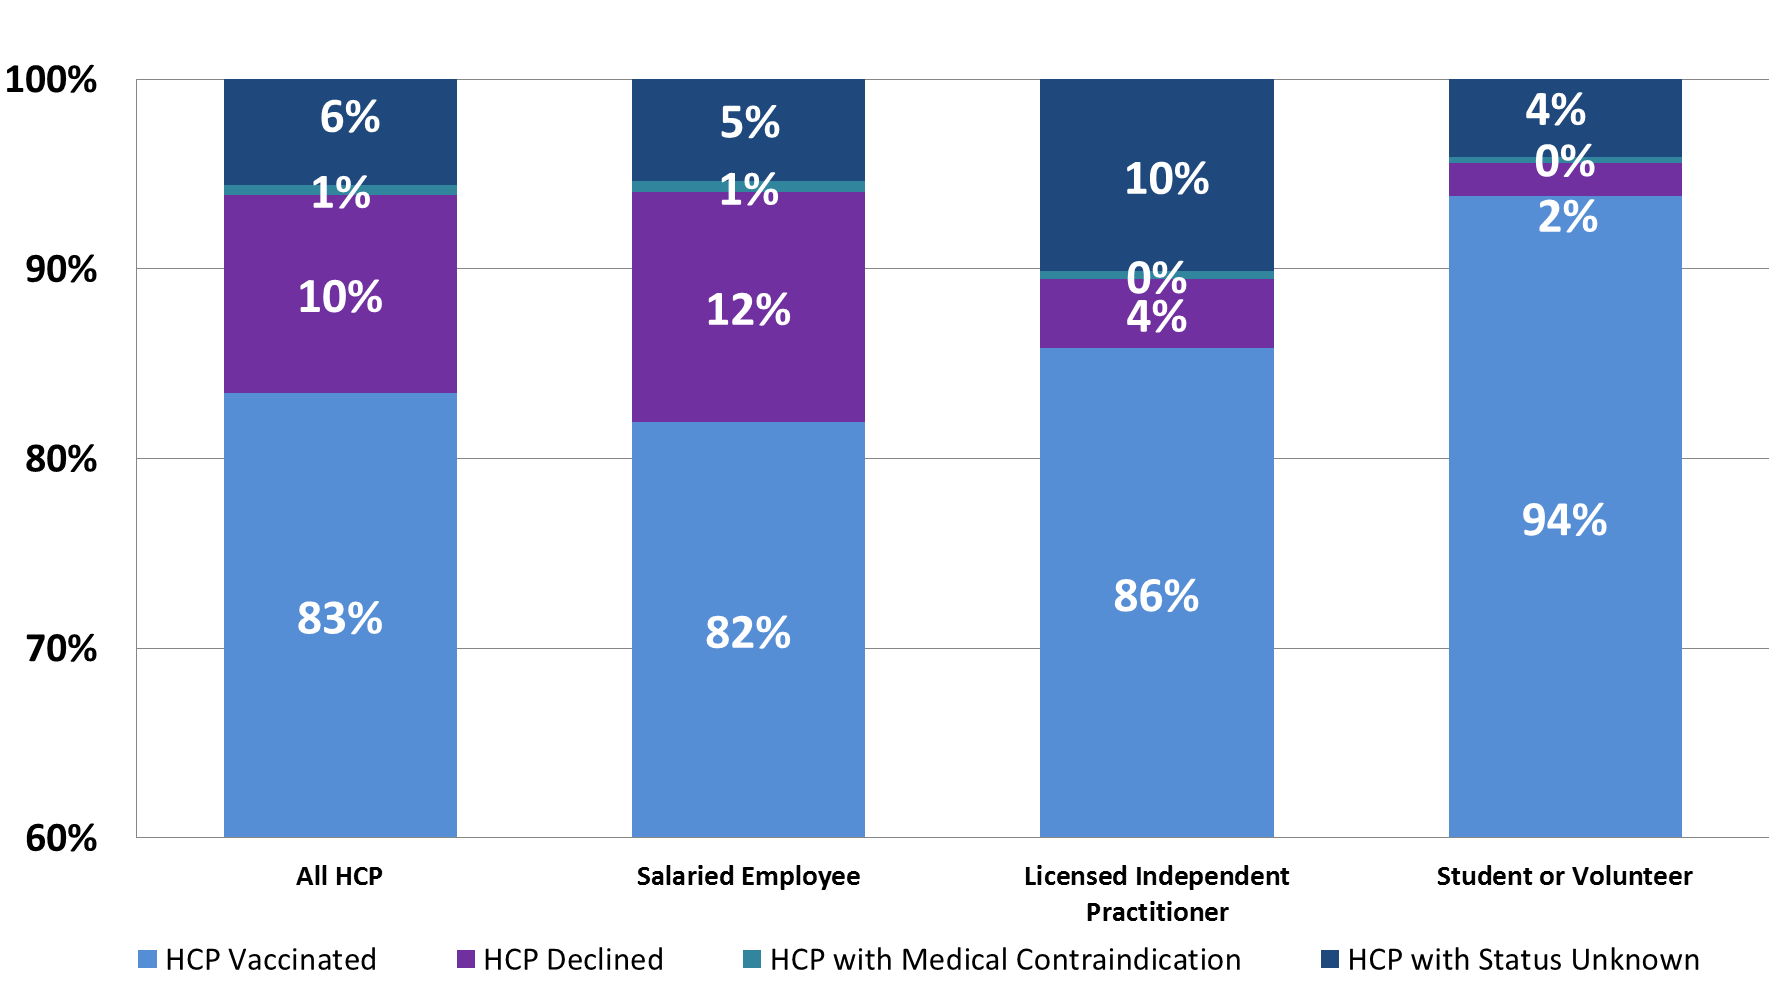 100%
90%
80%
70%
60%
6%
1%
10%
83%
5%
1%
12%
82%
10%
0%
4%
86%
4%
0%
2%
94%
All HCP
Salaried Employee
Licensed Independent
Practitioner
Student or Volunteer
HCP Vaccinated
HCP Declined
HCP with Medical Contraindication
HCP with Status Unknown